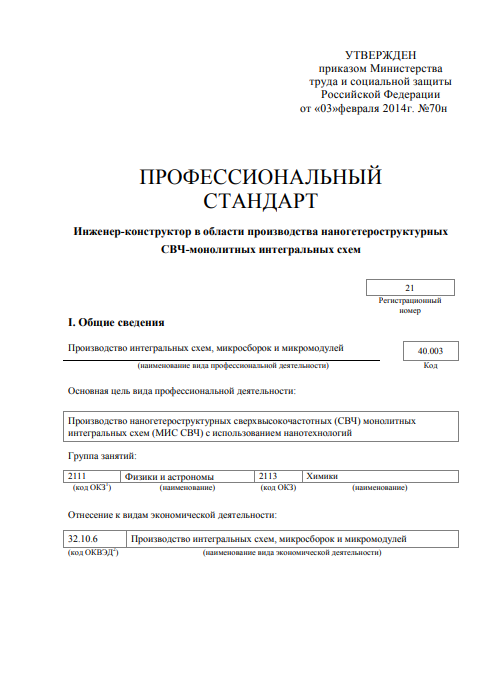 УТВЕРЖДЕН
приказом Министерства
труда и социальной защиты
Российской Федерации
от «03»февраля 2014г. №70н
ПРОФЕССИОНАЛЬНЫЙ
СТАНДАРТ
Инженер-конструктор в области производства наногетероструктурных
СВЧ-монолитных интегральных схем
21
Регистрационный
номер
I. Общие сведения
Производство интегральных схем, микросборок и микромодулей 40.003
(наименование вида профессиональной деятельности) Код
Основная цель вида профессиональной деятельности:
Производство наногетероструктурных сверхвысокочастотных (СВЧ) монолитных
интегральных схем (МИС СВЧ) с использованием нанотехнологий
Группа занятий:
2111 Физики и астрономы 2113 Химики
(код ОКЗ1) (наименование) (код ОКЗ) (наименование)
Отнесение к видам экономической деятельности:
32.10.6 Производство интегральных схем, микросборок и микромодулей
(код ОКВЭД2) (наименование вида экономической деятельности)